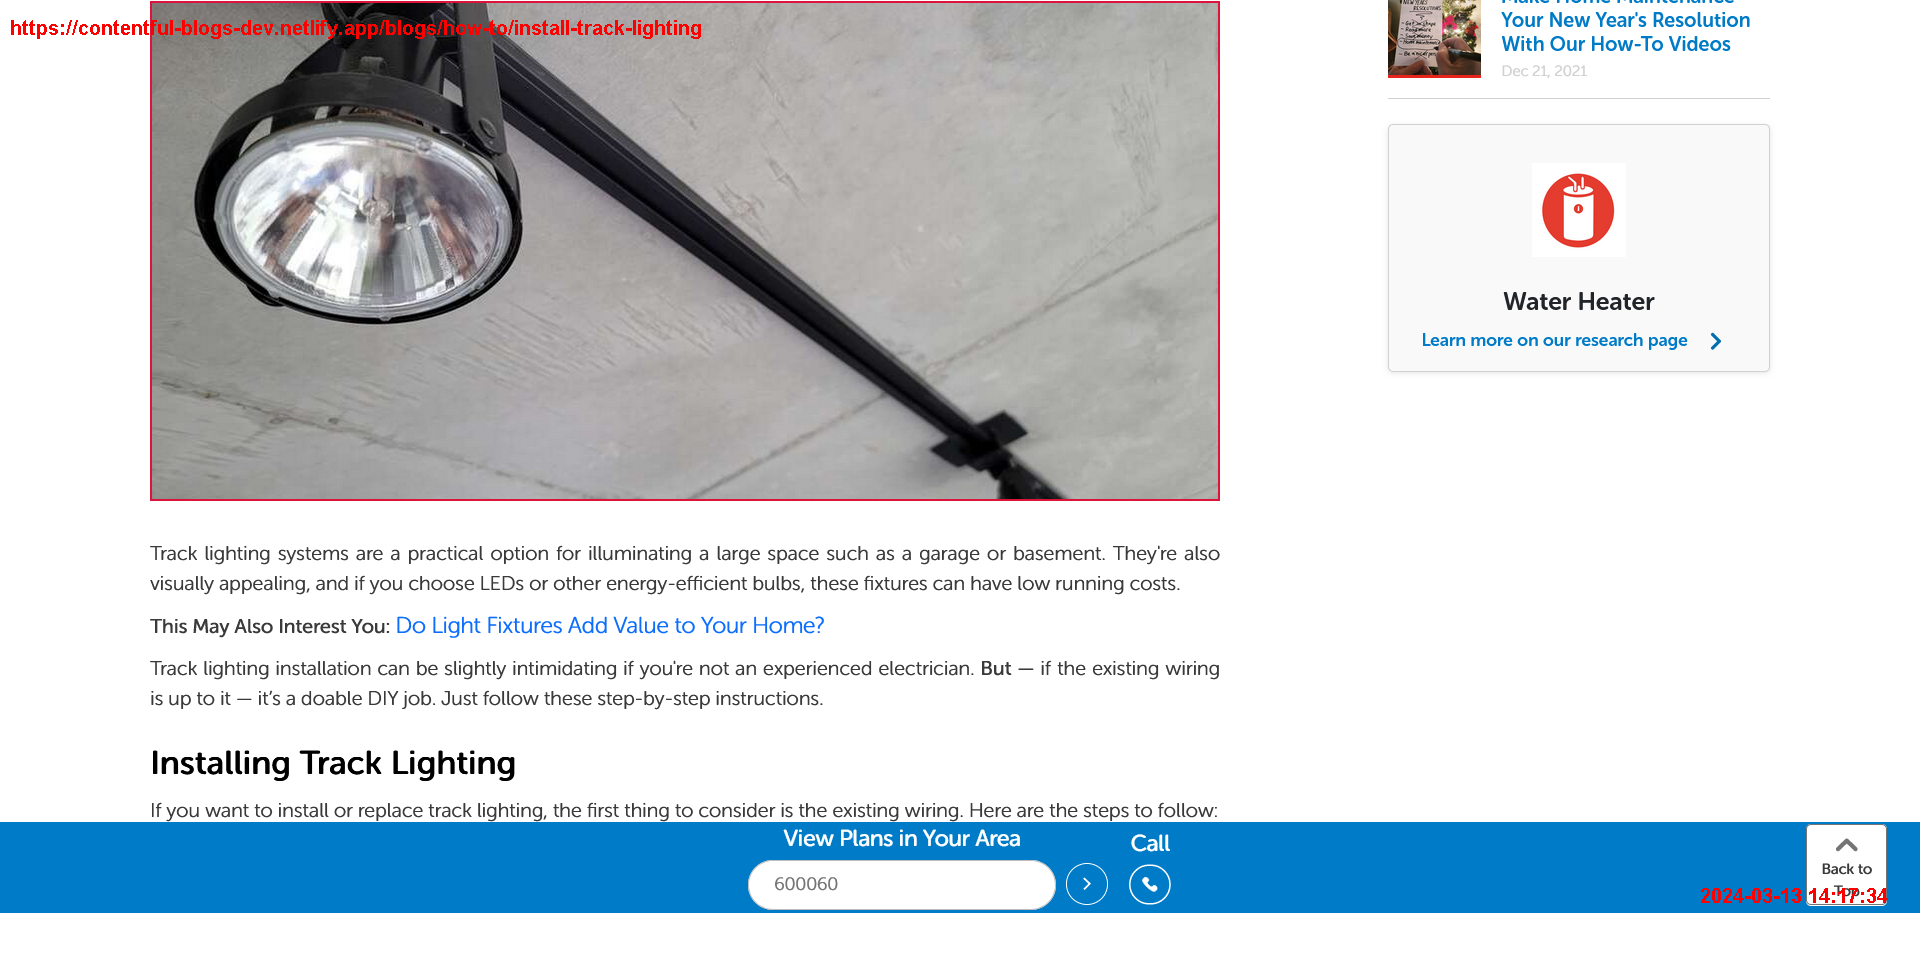 https://contentful-blogs-dev.netlify.app/blogs/how-to/install-track-lighting
Make Home Maintenance
Your New Year's Resolution
With Our How-To Videos
Dec 21, 2021
Water Heater
Learn more on our research page
Track lighting systems are a practical option for illuminating a large space such as a garage or basement. They're also
visually appealing, and if you choose LEDs or other energy-efficient bulbs, these fixtures can have low running costs.
This May Also Interest You: Do Light Fixtures Add Value to Your Home?
Track lighting installation can be slightly intimidating if you're not an experienced electrician. But — if the existing wiring
is up to it — it’s a doable DIY job. Just follow these step-by-step instructions.
Installing Track Lighting
If you want to install or replace track lighting, the first thing to consider is the existing wiring. Here are the steps to follow:
View Plans in Your Area
600060
Call
Back to
Top
2024-03-13 14:17:34